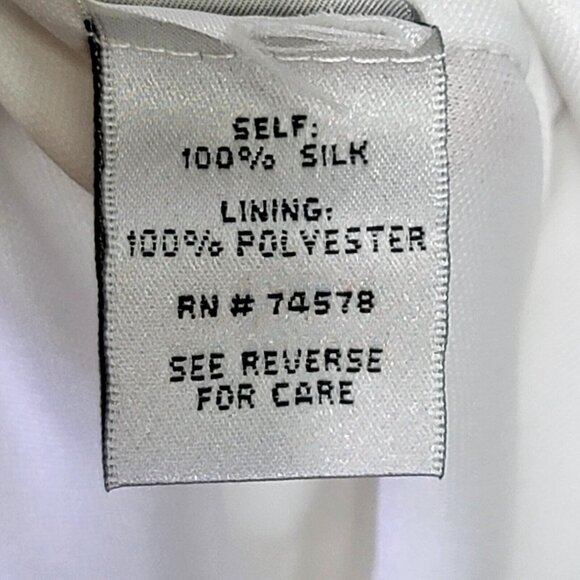 SELF:
100% SILK
LINING:
100% POLYESTER
RN # 74578
SEE REVERSE
FOR CARE